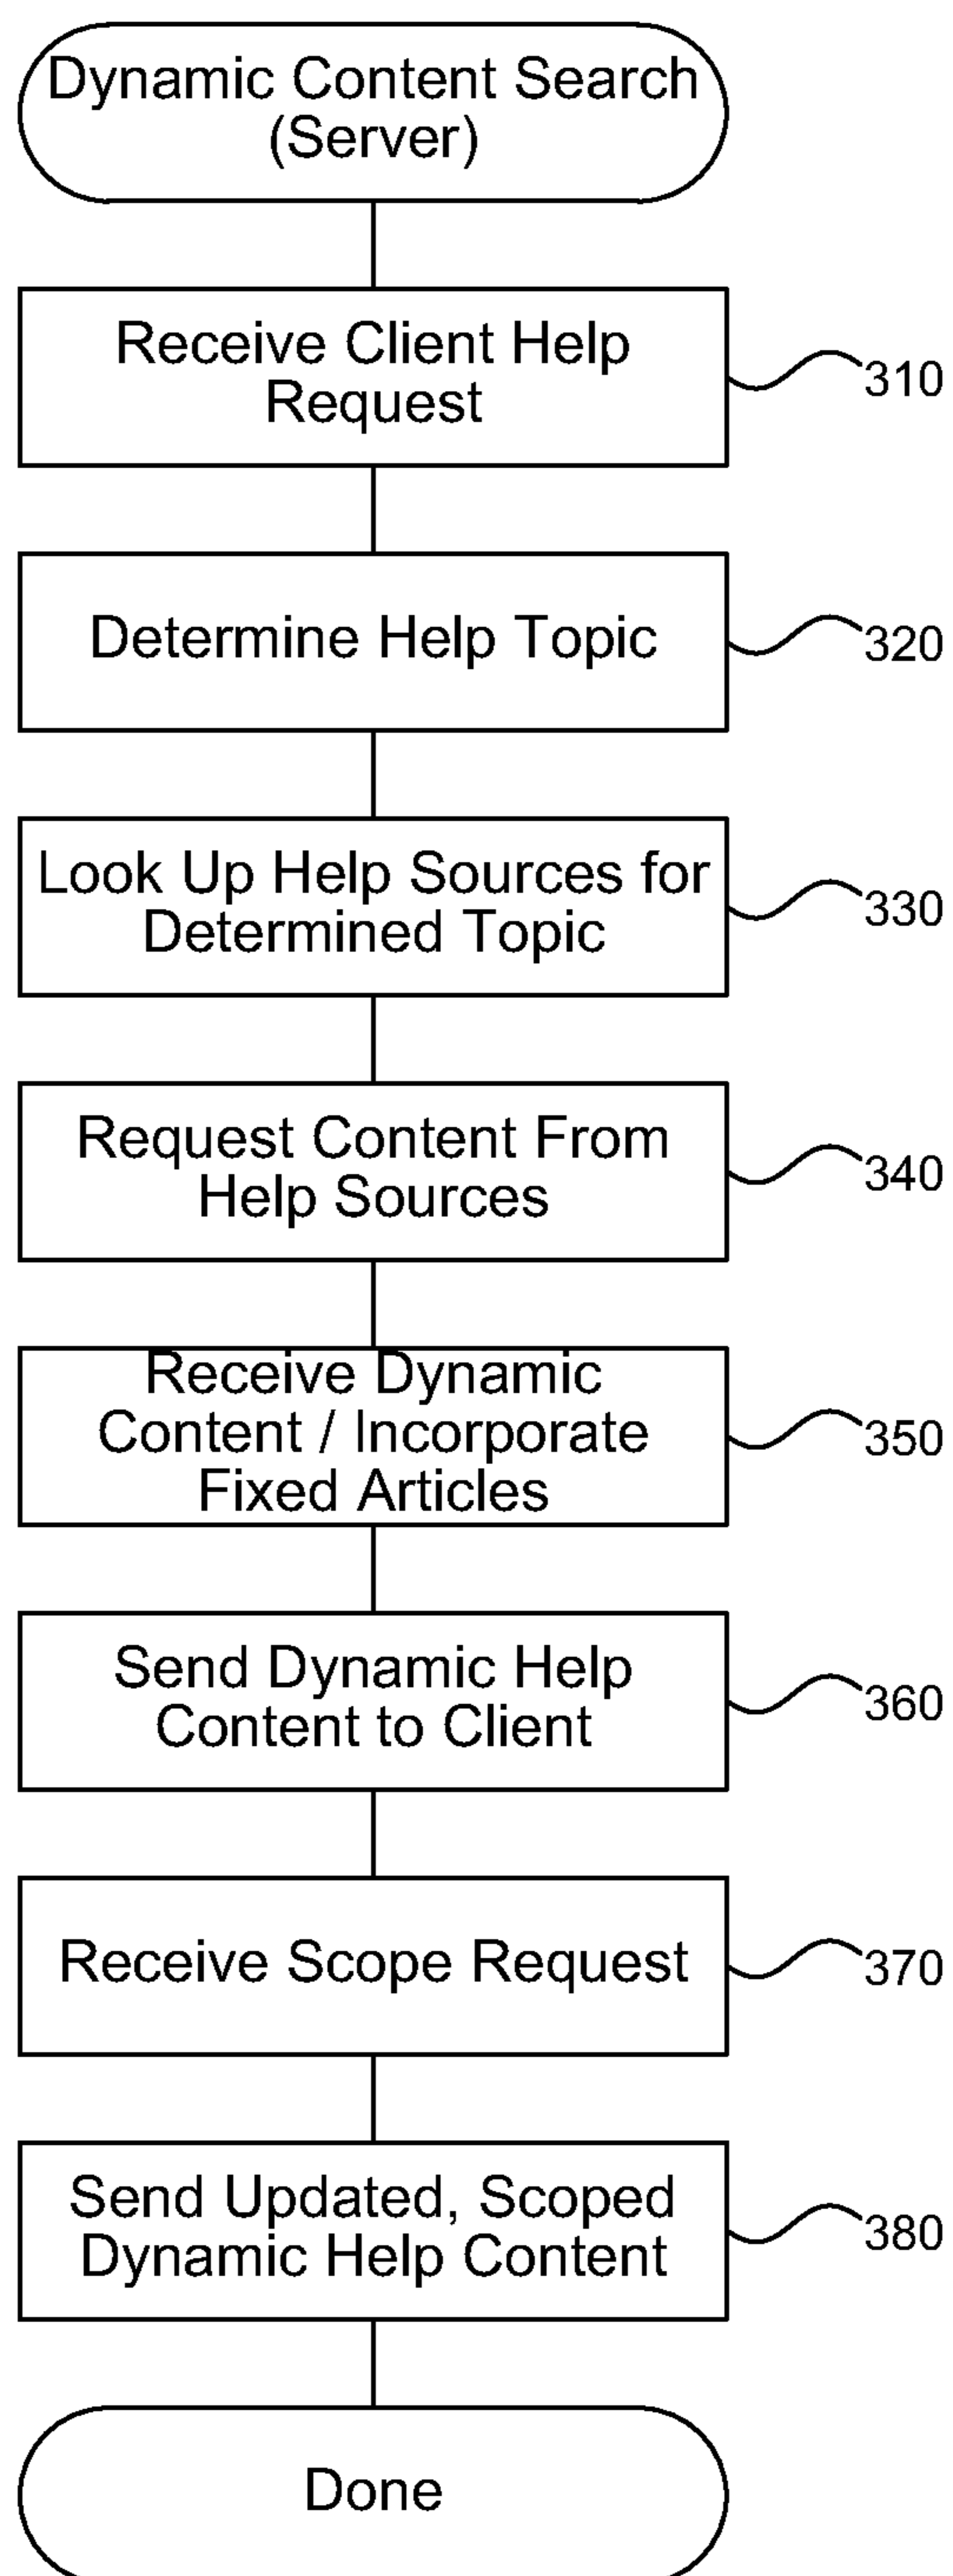 Dynamic Content Search
(Server)
Receive Client Help
Request
310
Determine Help Topic
320
Look Up Help Sources for
Determined Topic
330
Request Content From
Help Sources
340
Receive Dynamic
Content / Incorporate
Fixed Articles
350
Send Dynamic Help
Content to Client
360
Receive Scope Request
370
Send Updated, Scoped
Dynamic Help Content
380
Done